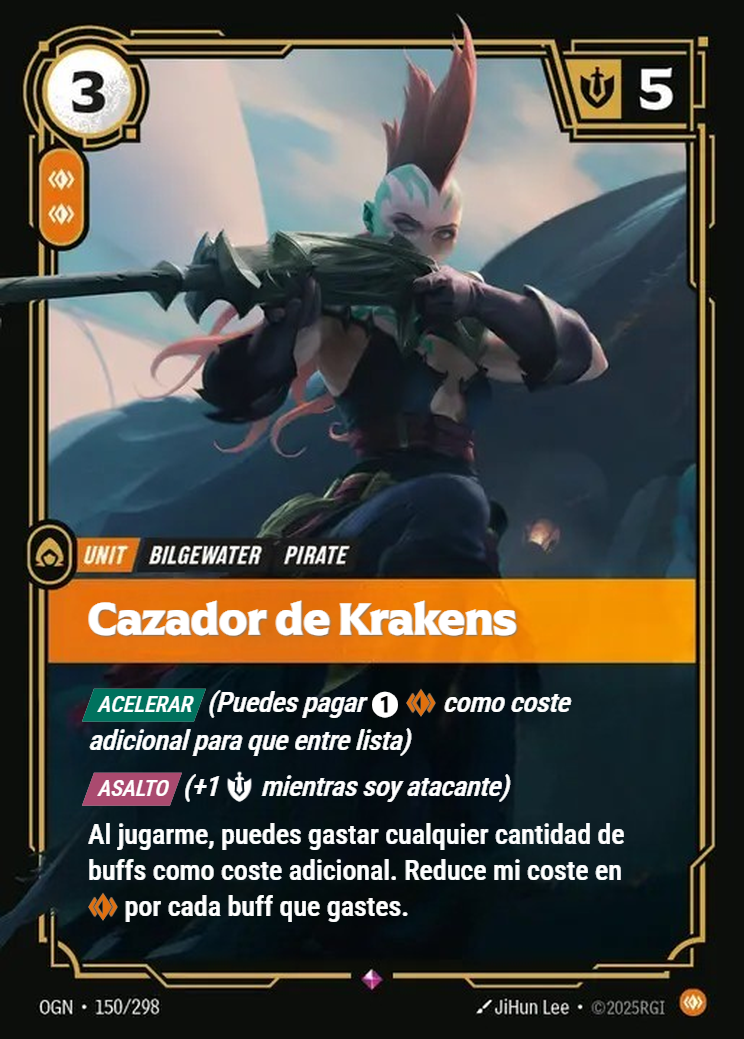 3
5
UNIT BILGEWATER PIRATE
Cazador de Krakens
ACELERAR (Puedes pagar 1 como coste
adicional para que entre lista)
ASALTO (+1 mientras soy atacante)
Al jugarme, puedes gastar cualquier cantidad de
buffs como coste adicional. Reduce mi coste en
por cada buff que gastes.
OGN • 150/298
JiHun Lee • ©2025RGI